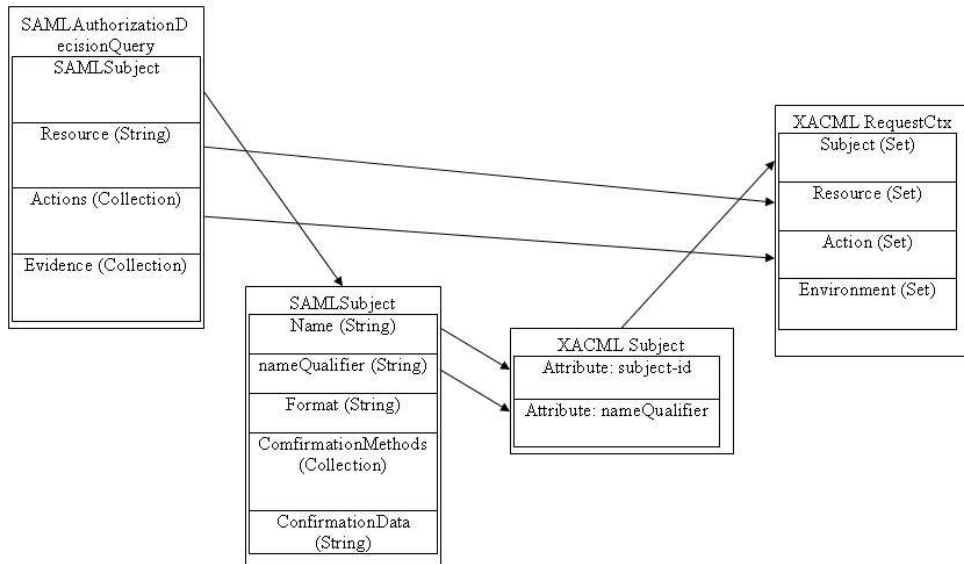 SAMLAuthorizationD
ecisionQuery
SAMLSubject
Resource (String)
Actions (Collection)
Evidence (Collection)
SAMLSubject
Name (String)
nameQualifier (String)
Format (String)
ComfirmationMethods
(Collection)
ConfirmationData
(String)
XACML Subject
Attribute: subject-id
Attribute: nameQualifier
XACML RequestCtx
Subject (Set)
Resource (Set)
Action (Set)
Environment (Set)